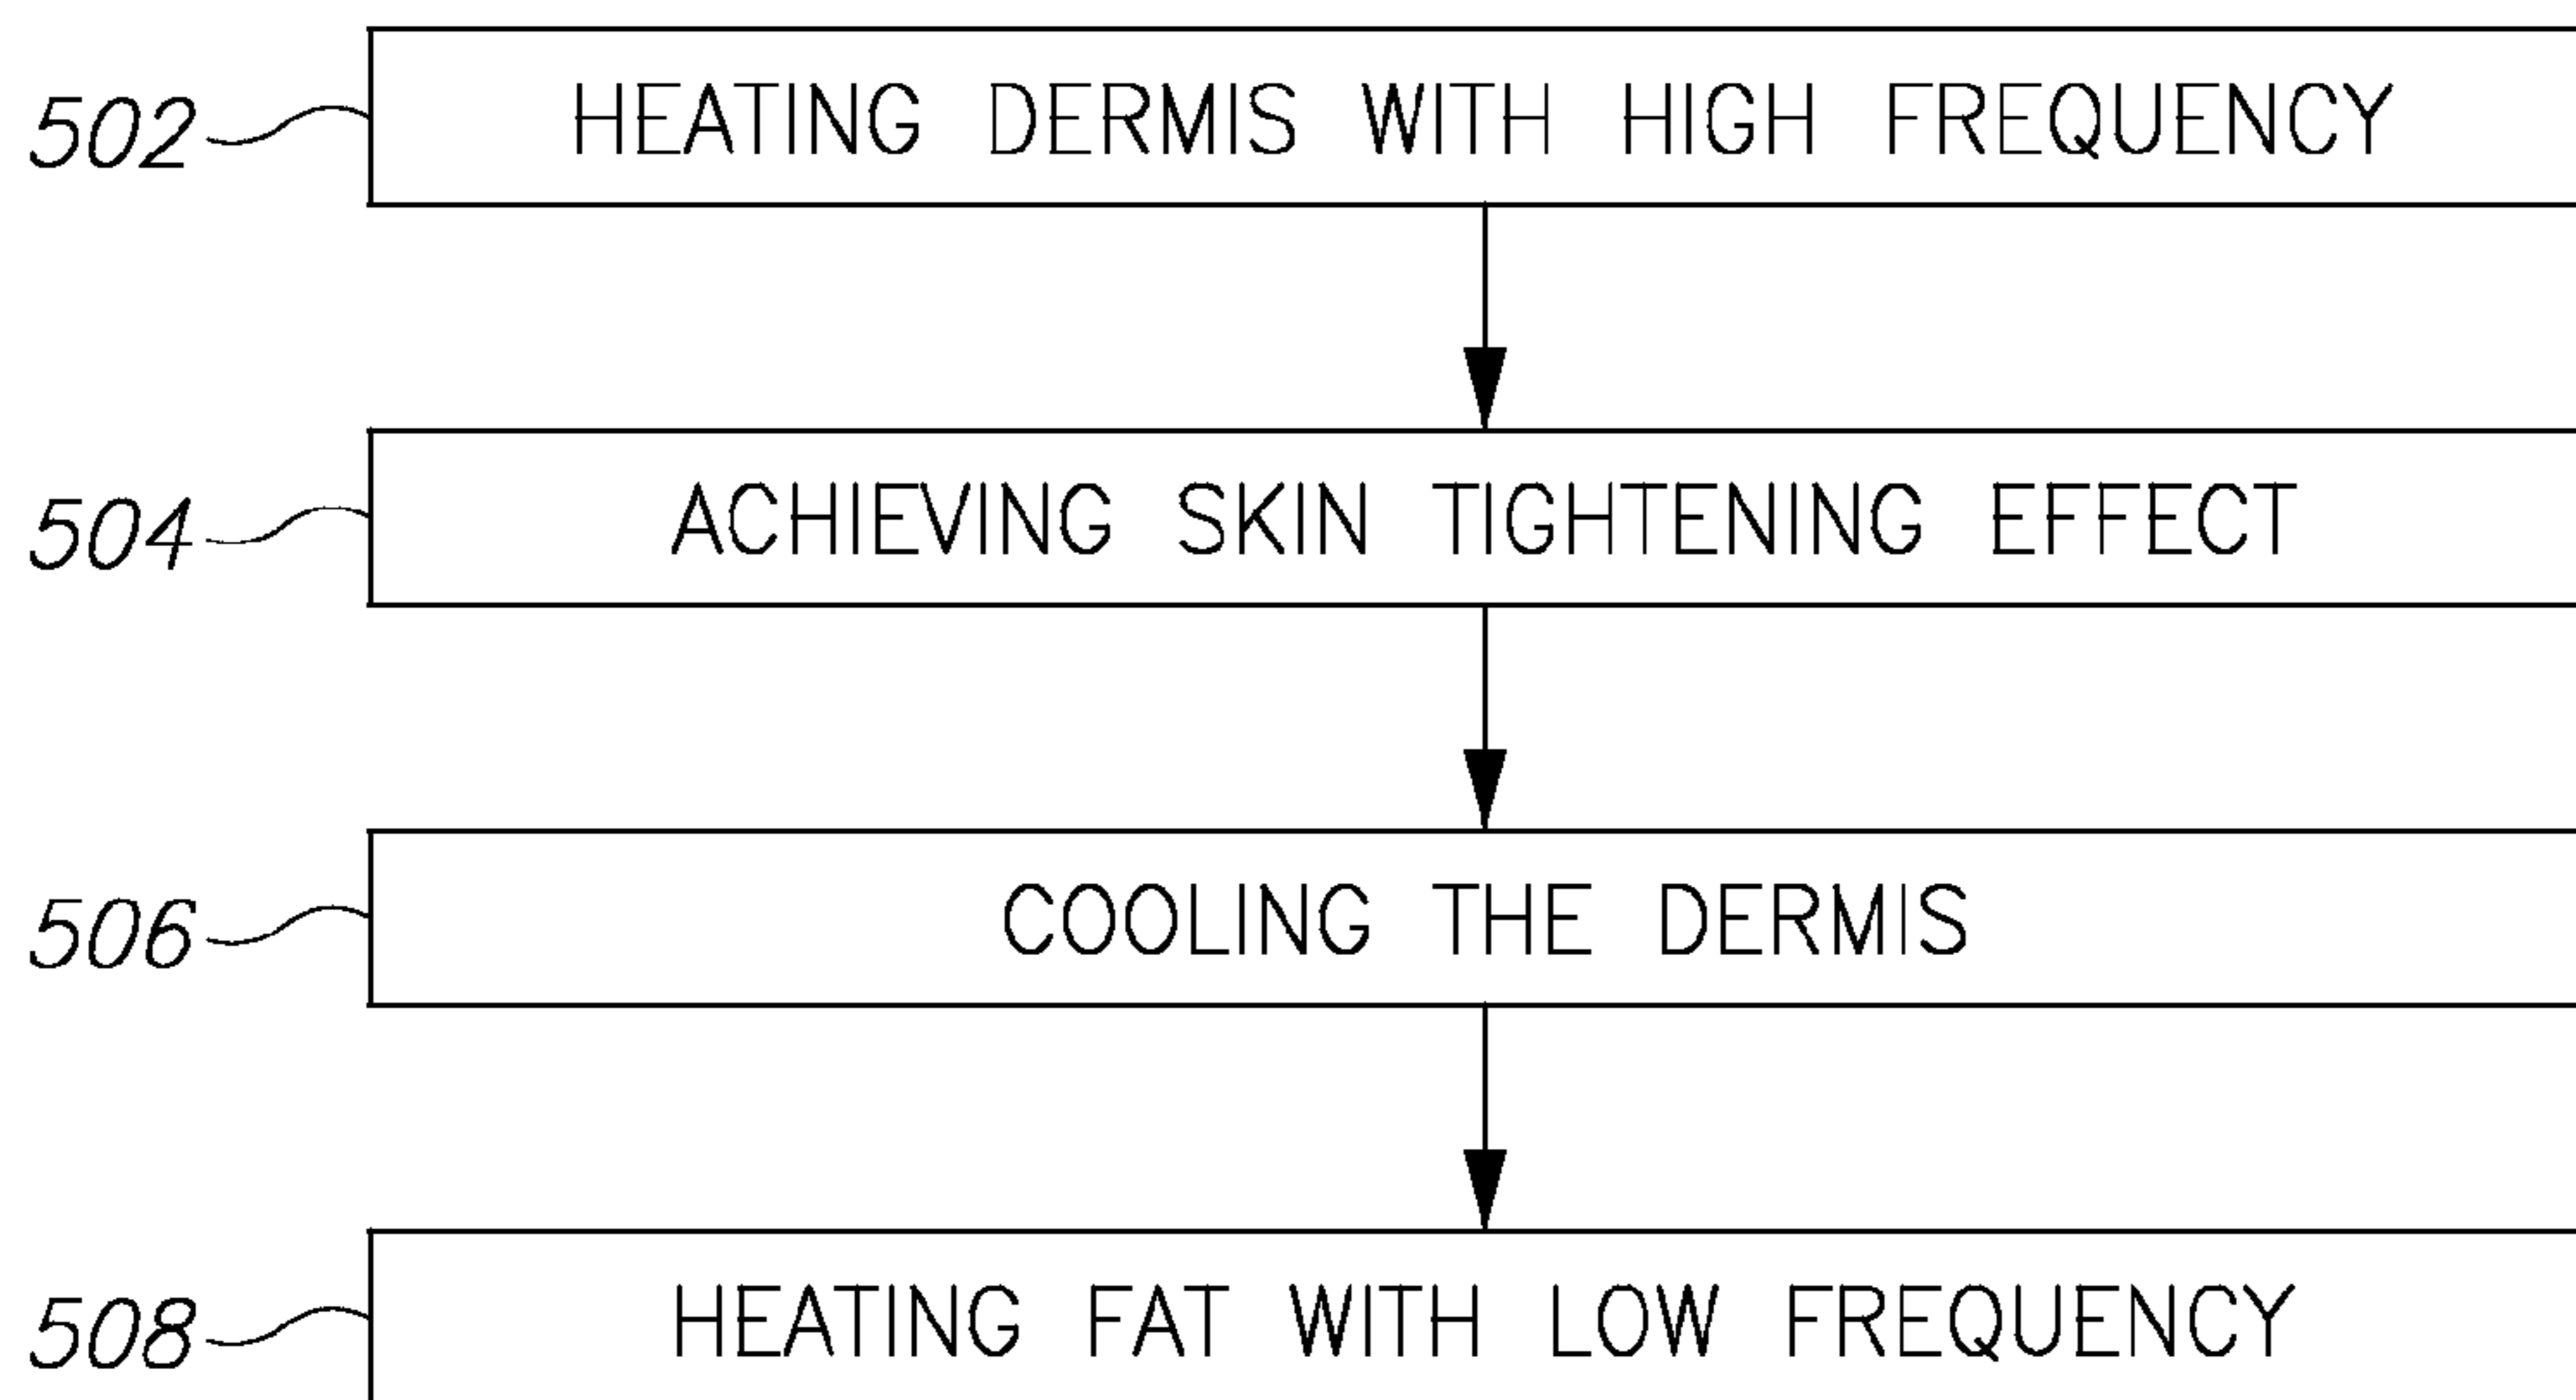 502 HEATING DERMIS WITH HIGH FREQUENCY
504 ACHIEVING SKIN TIGHTENING EFFECT
506 COOLING THE DERMIS
508 HEATING FAT WITH LOW FREQUENCY